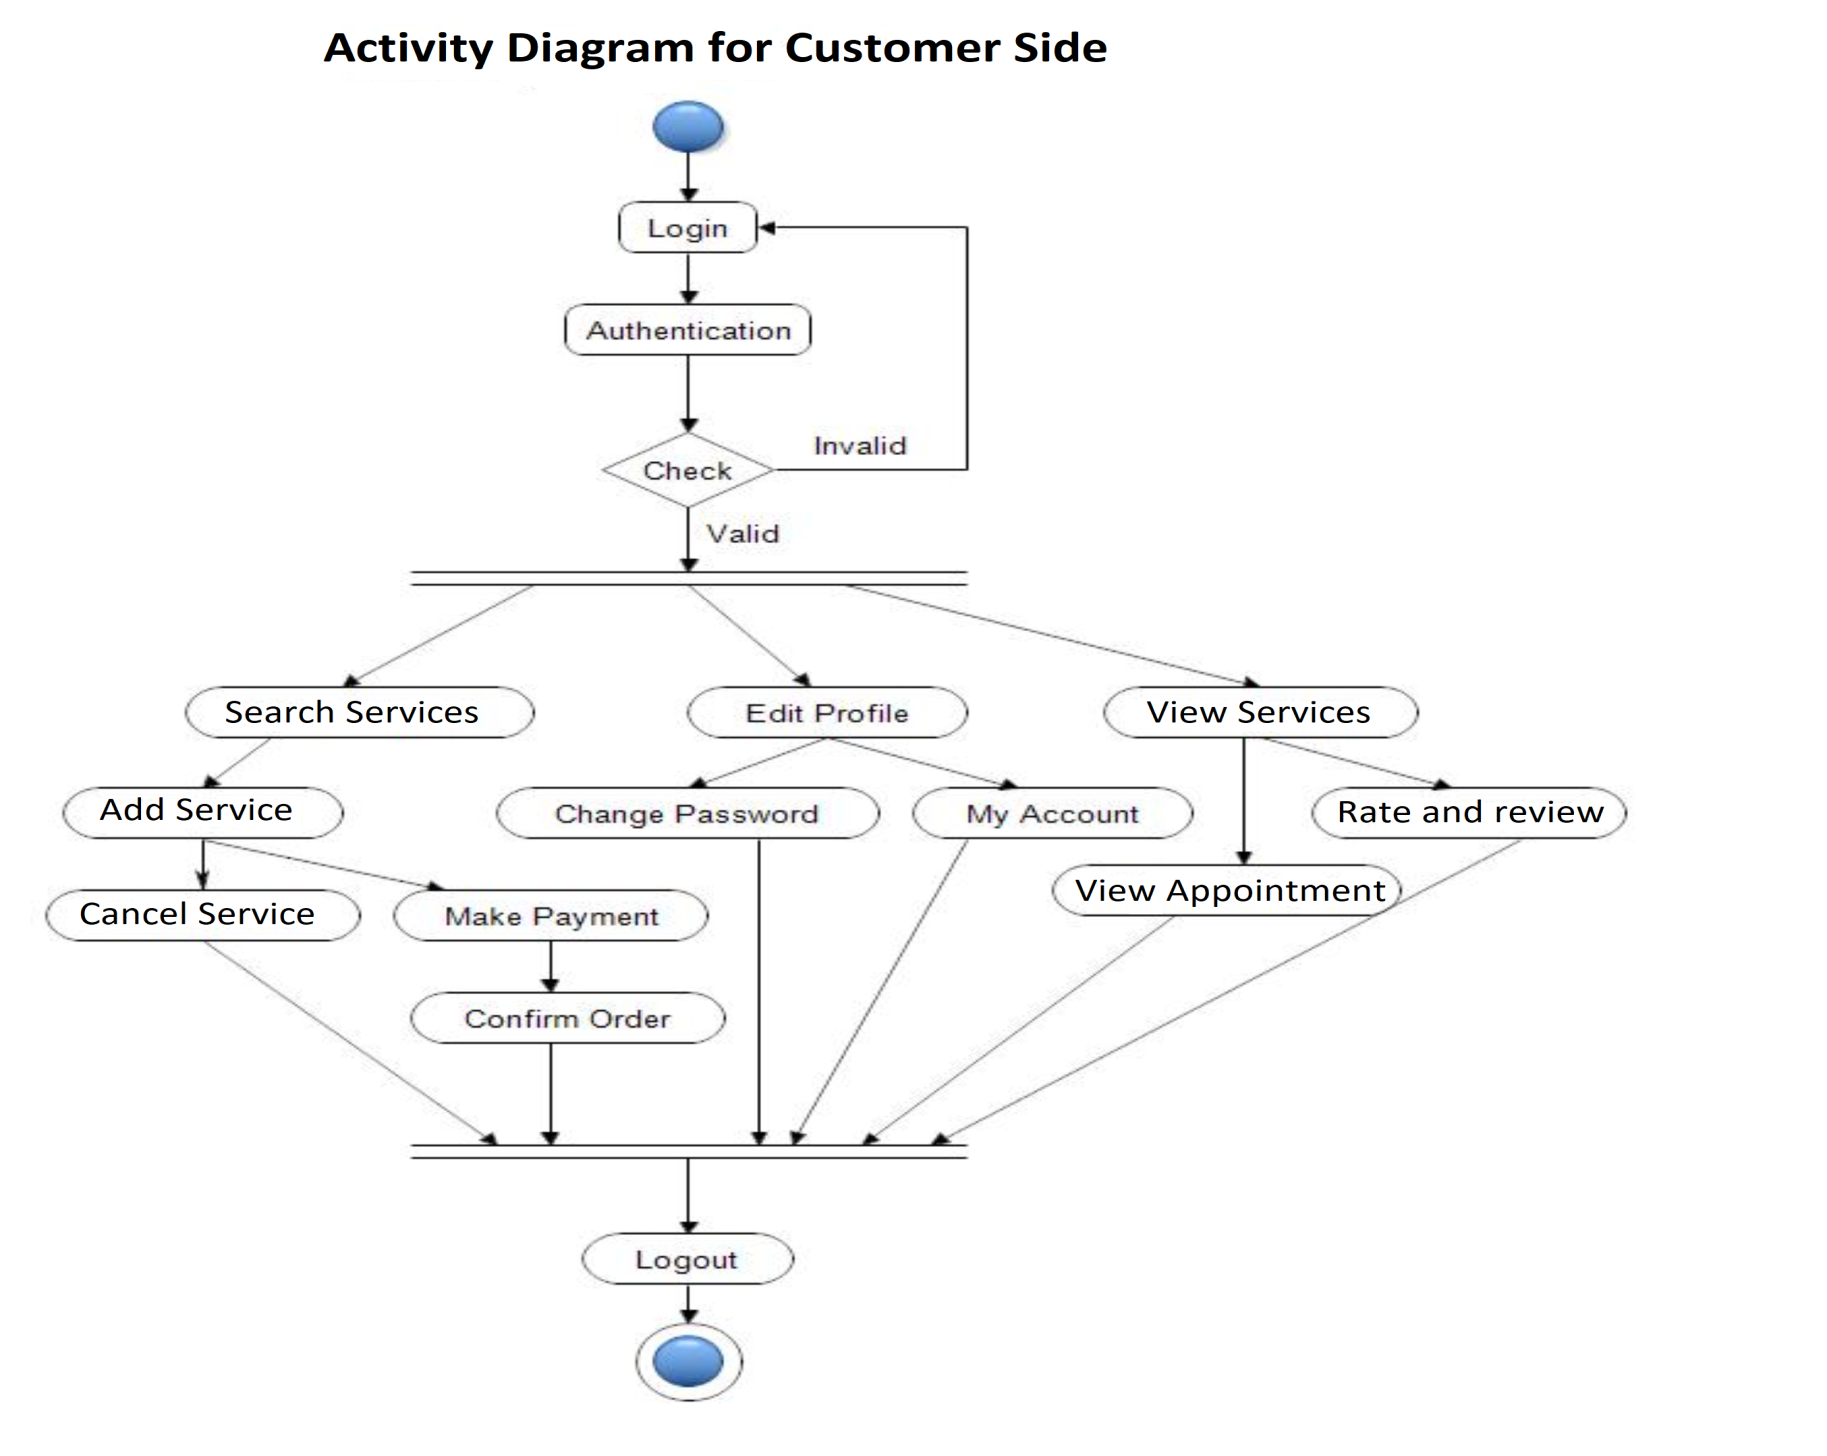 Activity Diagram for Customer Side
Login
Authentication
Invalid
Check
Valid
Search Services
Edit Profile
View Services
Add Service
Change Password
My Account
Rate and review
View Appointment
Cancel Service
Make Payment
Confirm Order
Logout